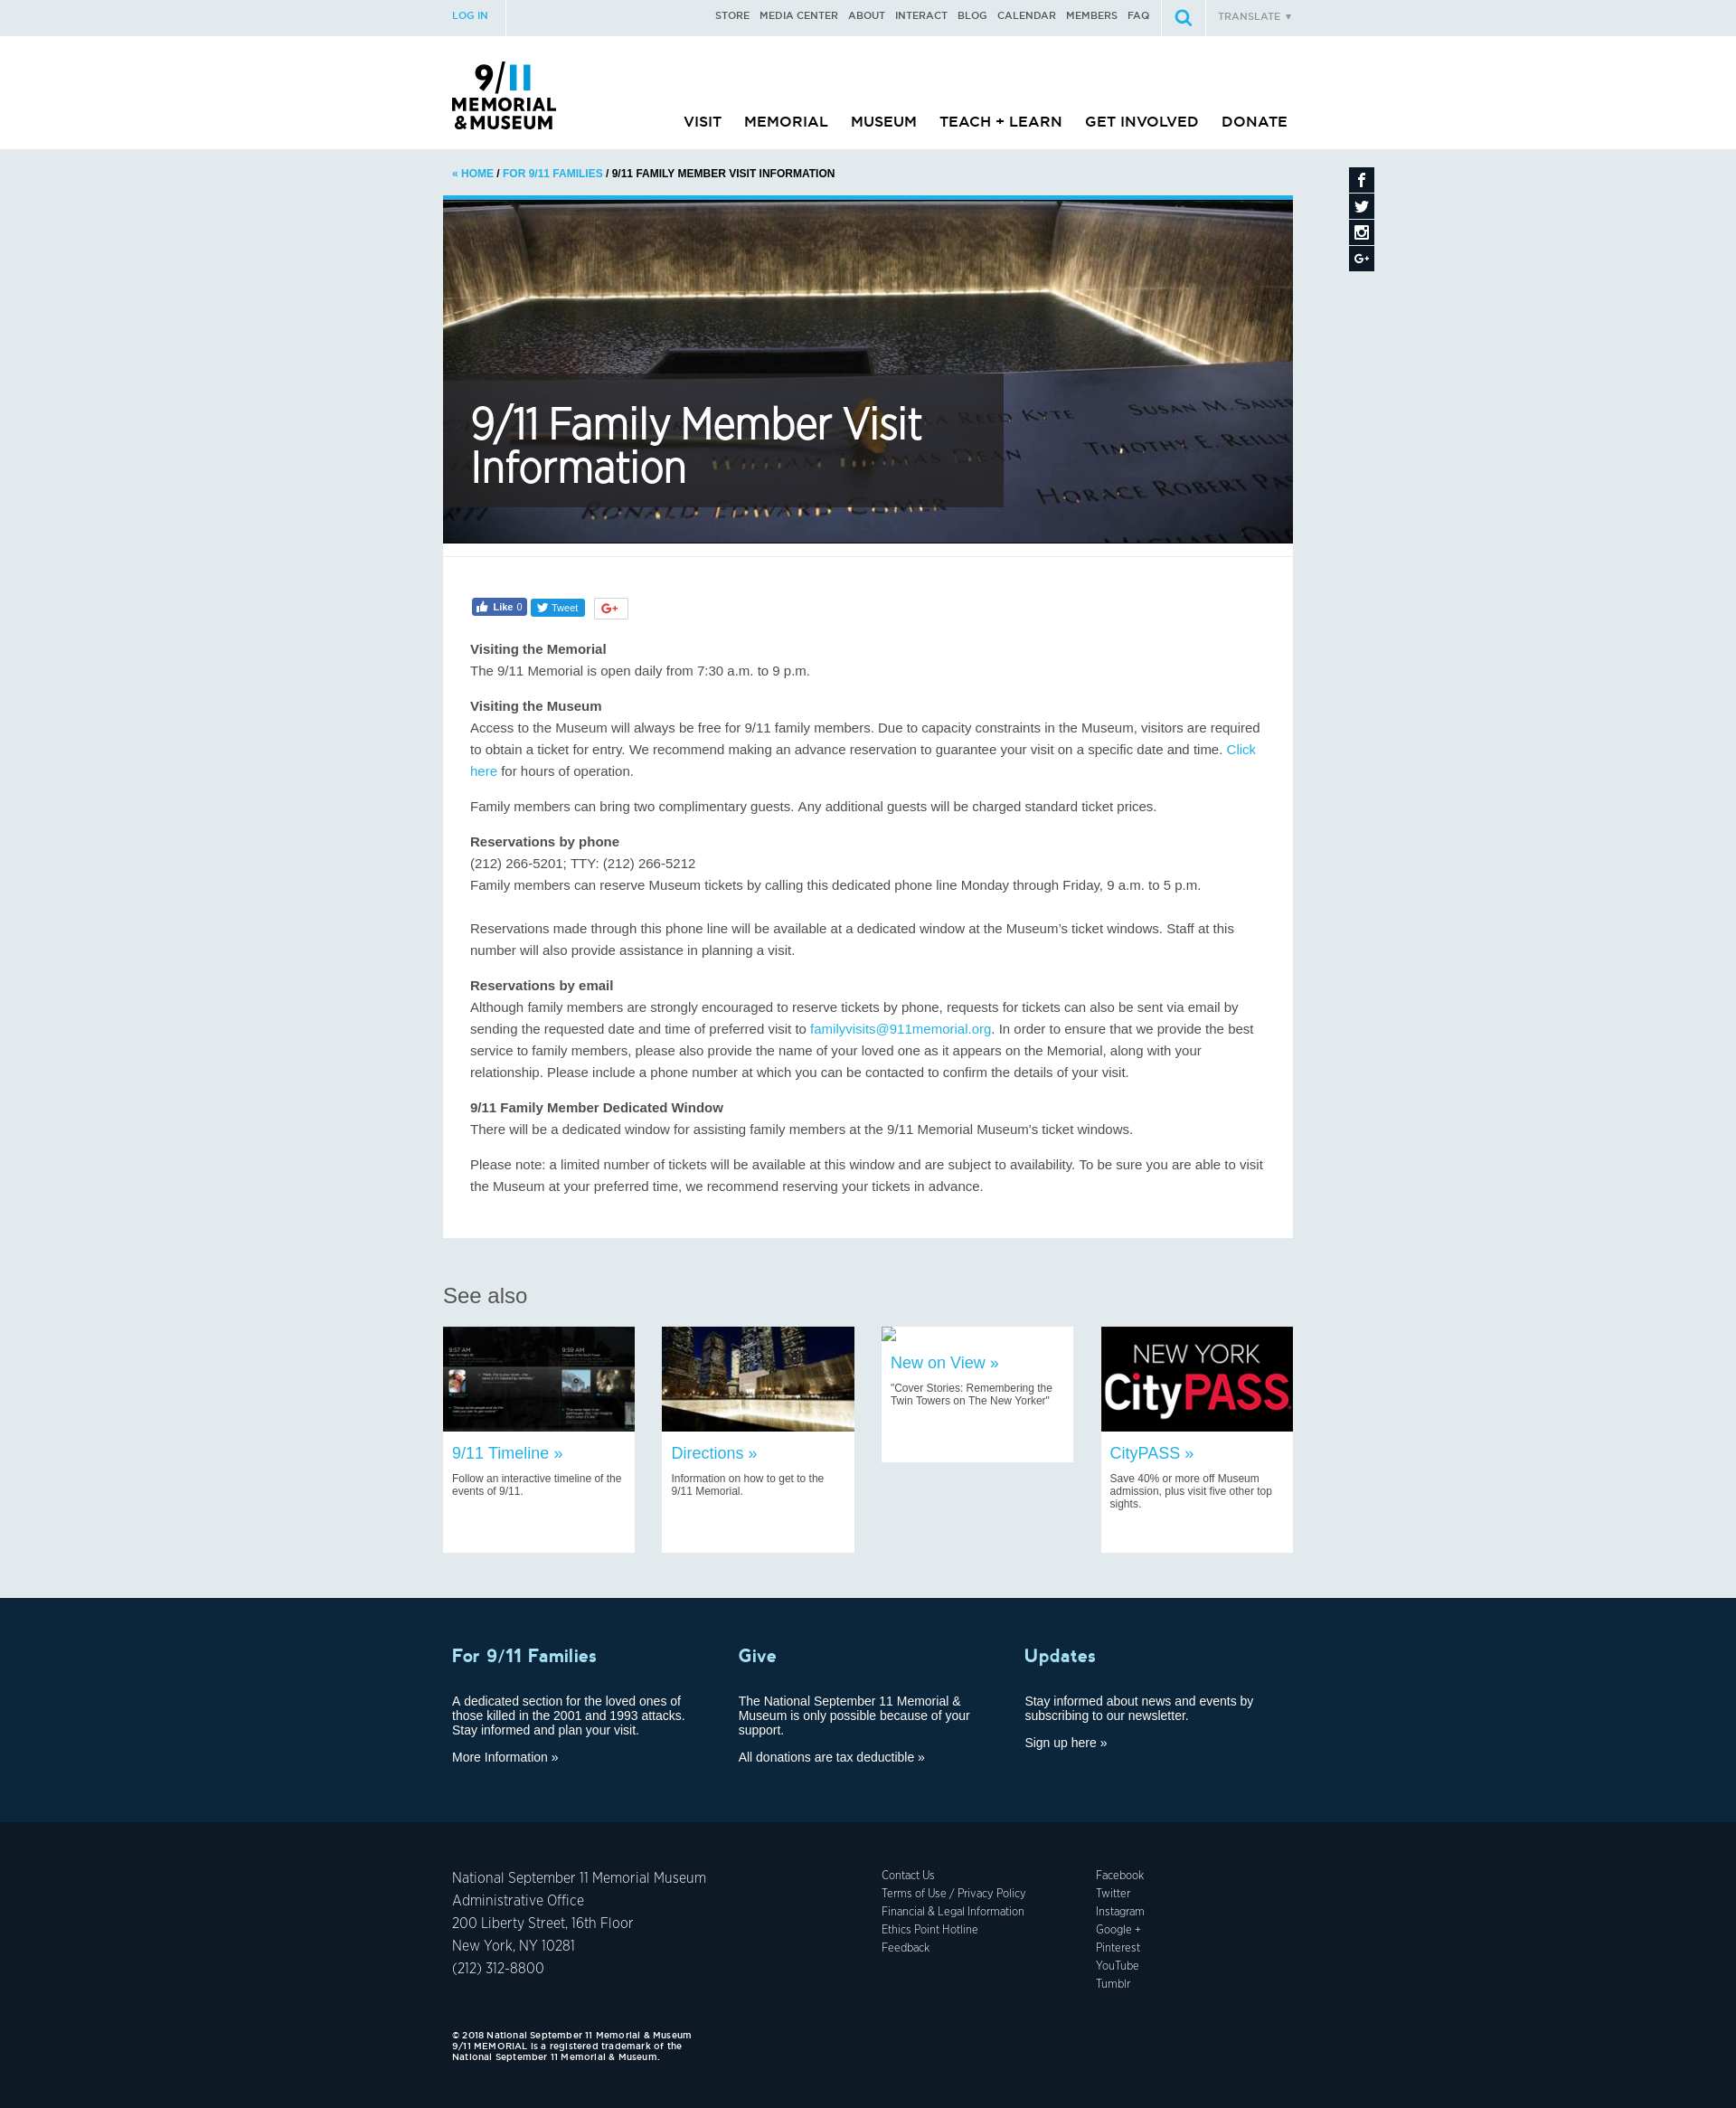 LOG IN
STORE MEDIA CENTER ABOUT INTERACT BLOG CALENDAR MEMBERS FAQ
TRANSLATE ▼
9/11
MEMORIAL
& MUSEUM
VISIT MEMORIAL MUSEUM TEACH + LEARN GET INVOLVED DONATE
« HOME / FOR 9/11 FAMILIES / 9/11 FAMILY MEMBER VISIT INFORMATION
SUSAN M. SAUER
REED KYTE
TIMOTHY E. REILLY
9/11 Family Member Visit
Information
WILLIAM THOMAS DEAN
HORACE ROBERT PAS
RONALD EDWARD COMER
Like 0
Tweet
G+
Visiting the Memorial
The 9/11 Memorial is open daily from 7:30 a.m. to 9 p.m.
Visiting the Museum
Access to the Museum will always be free for 9/11 family members. Due to capacity constraints in the Museum, visitors are required
to obtain a ticket for entry. We recommend making an advance reservation to guarantee your visit on a specific date and time. Click
here for hours of operation.
Family members can bring two complimentary guests. Any additional guests will be charged standard ticket prices.
Reservations by phone
(212) 266-5201; TTY: (212) 266-5212
Family members can reserve Museum tickets by calling this dedicated phone line Monday through Friday, 9 a.m. to 5 p.m.
Reservations made through this phone line will be available at a dedicated window at the Museum's ticket windows. Staff at this
number will also provide assistance in planning a visit.
Reservations by email
Although family members are strongly encouraged to reserve tickets by phone, requests for tickets can also be sent via email by
sending the requested date and time of preferred visit to familyvisits@911memorial.org. In order to ensure that we provide the best
service to family members, please also provide the name of your loved one as it appears on the Memorial, along with your
relationship. Please include a phone number at which you can be contacted to confirm the details of your visit.
9/11 Family Member Dedicated Window
There will be a dedicated window for assisting family members at the 9/11 Memorial Museum's ticket windows.
Please note: a limited number of tickets will be available at this window and are subject to availability. To be sure you are able to visit
the Museum at your preferred time, we recommend reserving your tickets in advance.
See also
9:57 AM
9:59 AM
9/11 Timeline »
Follow an interactive timeline of the
events of 9/11.
Directions »
Information on how to get to the
9/11 Memorial.
New on View »
"Cover Stories: Remembering the
Twin Towers on The New Yorker"
NEW YORK
CityPASS
CityPASS »
Save 40% or more off Museum
admission, plus visit five other top
sights.
For 9/11 Families
A dedicated section for the loved ones of
those killed in the 2001 and 1993 attacks.
Stay informed and plan your visit.
More Information »
Give
The National September 11 Memorial &
Museum is only possible because of your
support.
All donations are tax deductible »
Updates
Stay informed about news and events by
subscribing to our newsletter.
Sign up here »
National September 11 Memorial Museum
Administrative Office
200 Liberty Street, 16th Floor
New York, NY 10281
(212) 312-8800
Contact Us
Terms of Use / Privacy Policy
Financial & Legal Information
Ethics Point Hotline
Feedback
Facebook
Twitter
Instagram
Google +
Pinterest
YouTube
Tumblr
© 2018 National September 11 Memorial & Museum
9/11 MEMORIAL is a registered trademark of the
National September 11 Memorial & Museum.